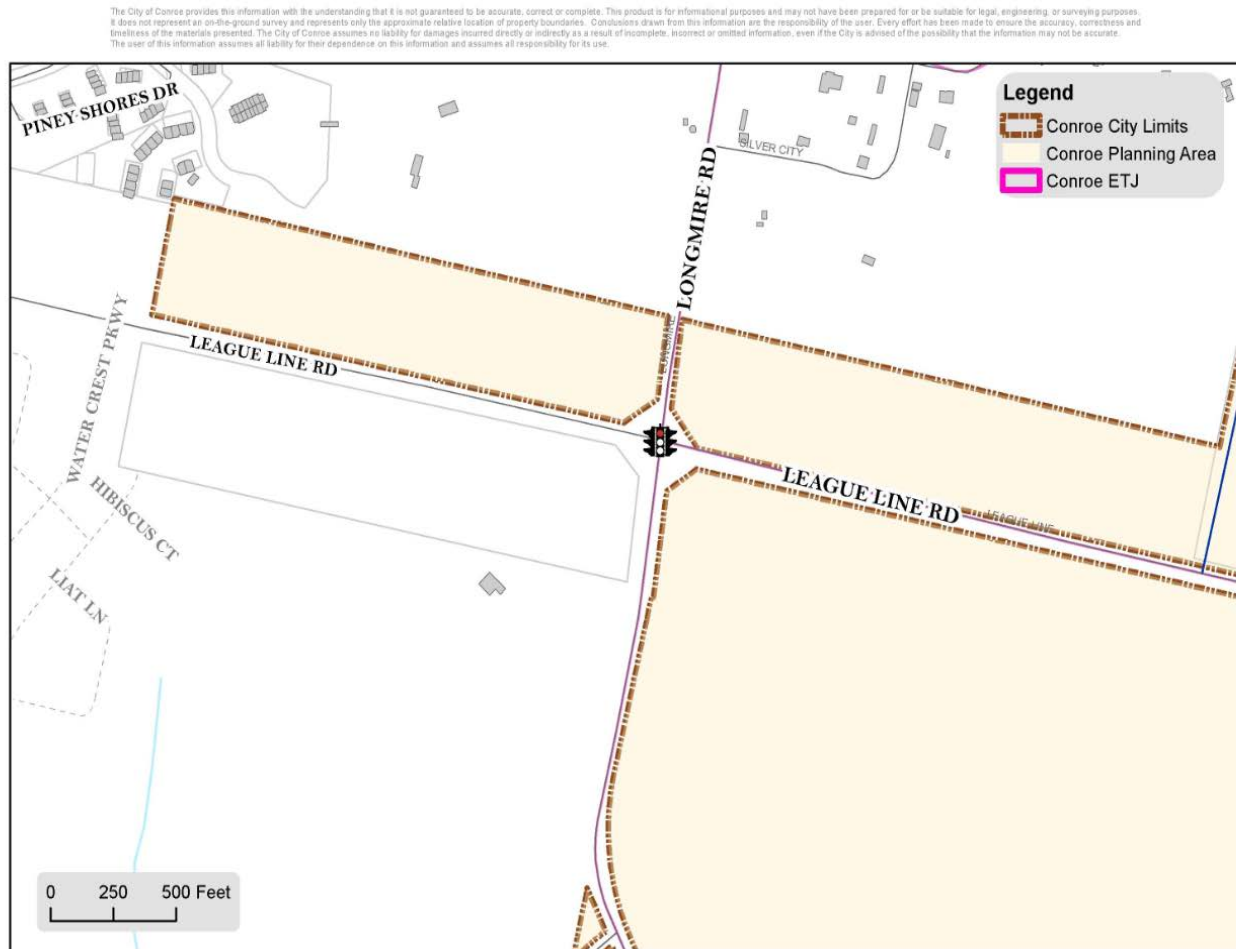 The City of Conroe provides this information with the understanding that it is not guaranteed to be accurate, correct or complete. This product is for informational purposes and may not have been prepared for or be suitable for legal, engineering, or surveying purposes.
It does not represent an on-the-ground survey and represents only the approximate relative location of property boundaries. Conclusions drawn from this information are the responsibility of the user. Every effort has been made to ensure the accuracy, correctness and
timeliness of the materials presented. The City of Conroe assumes no liability for damages incurred directly or indirectly as a result of incomplete, incorrect or omitted information, even if the City is advised of the possibility that the information may not be accurate.
The user of this information assumes all liability for their dependence on this information and assumes all responsibility for its use.
Legend
Conroe City Limits
Conroe Planning Area
Conroe ETJ
PINEY SHORES DR
SILVER CITY
LONGMIRE RD
LONGMIRE
LEAGUE LINE RD
WATER CREST PKWY
LEAGUE LINE RD
LEAGUE LINE
HIBISCUS CT
LIAT LN
0 250 500 Feet